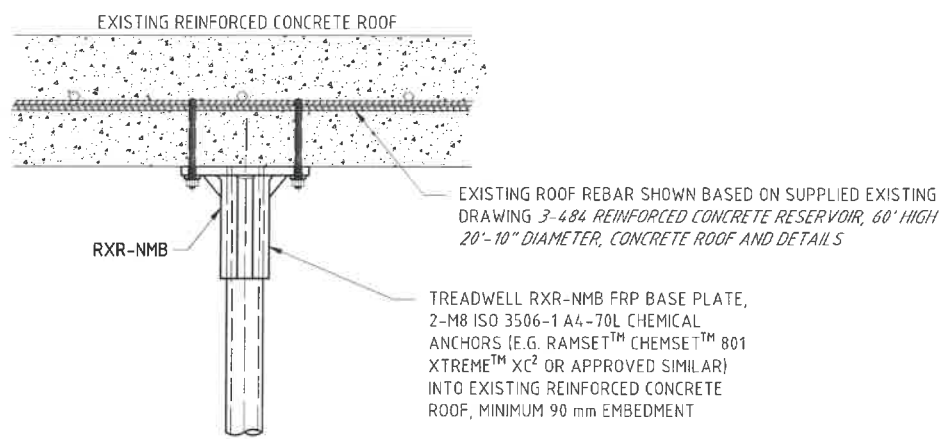 EXISTING REINFORCED CONCRETE ROOF
EXISTING ROOF REBAR SHOWN BASED ON SUPPLIED EXISTING
DRAWING 3-484 REINFORCED CONCRETE RESERVOIR, 60' HIGH
20'-10" DIAMETER, CONCRETE ROOF AND DETAILS
RXR-NMB
TREADWELL RXR-NMB FRP BASE PLATE,
2-M8 ISO 3506-1 A4-70L CHEMICAL
ANCHORS (E.G. RAMSET™ CHEMSET™ 801
XTREME™ XC² OR APPROVED SIMILAR)
INTO EXISTING REINFORCED CONCRETE
ROOF, MINIMUM 90 mm EMBEDMENT